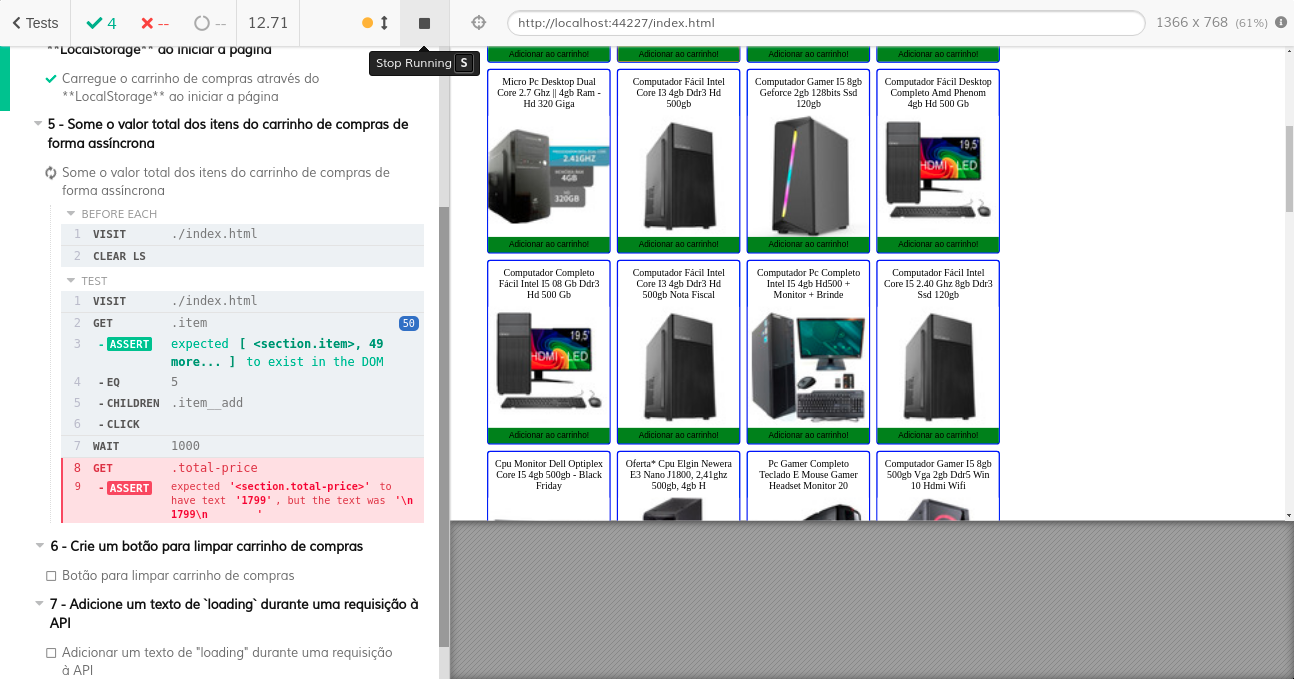 Tests
4
--
--
12.71
http://localhost:44227/index.html
1366 x 768 (61%)
Stop Running S
**LocalStorage** ao iniciar a página
Carregue o carrinho de compras através do
**LocalStorage** ao iniciar a página
5 - Some o valor total dos itens do carrinho de compras de
forma assíncrona
Some o valor total dos itens do carrinho de compras de
forma assíncrona
BEFORE EACH
1 VISIT ./index.html
2 CLEAR LS
TEST
1 VISIT ./index.html
2 GET .item 50
3 -ASSERT expected [ <section.item>, 49
more... ] to exist in the DOM
4 -EQ 5
5 -CHILDREN .item__add
6 -CLICK
7 WAIT 1000
8 GET .total-price
9 -ASSERT expected '<section.total-price>' to
have text '1799', but the text was '\n
1799\n '
6 - Crie um botão para limpar carrinho de compras
Botão para limpar carrinho de compras
7 - Adicione um texto de `loading` durante uma requisição à
API
Adicionar um texto de "loading" durante uma requisição
à API
Adicionar ao carrinho!
Adicionar ao carrinho!
Adicionar ao carrinho!
Adicionar ao carrinho!
Micro Pc Desktop Dual
Core 2.7 Ghz || 4gb Ram -
Hd 320 Giga
2.41GHZ
4GB
HD
320GB
Adicionar ao carrinho!
Computador Fácil Intel
Core I3 4gb Ddr3 Hd
500gb
Adicionar ao carrinho!
Computador Gamer I5 8gb
Geforce 2gb 128bits Ssd
120gb
Adicionar ao carrinho!
Computador Fácil Desktop
Completo Amd Phenom
4gb Hd 500 Gb
19,5'
HDMI - LED
Adicionar ao carrinho!
Computador Completo
Fácil Intel I5 08 Gb Ddr3
Hd 500 Gb
19,5'
HDMI - LED
Adicionar ao carrinho!
Computador Fácil Intel
Core I3 4gb Ddr3 Hd
500gb Nota Fiscal
Adicionar ao carrinho!
Computador Pc Completo
Intel I5 4gb Hd500 +
Monitor + Brinde
Adicionar ao carrinho!
Computador Fácil Intel
Core I5 2.40 Ghz 8gb Ddr3
Ssd 120gb
Adicionar ao carrinho!
Cpu Monitor Dell Optiplex
Core I5 4gb 500gb - Black
Friday
Oferta* Cpu Elgin Newera
E3 Nano J1800, 2,41ghz
500gb, 4gb H
Pc Gamer Completo
Teclado E Mouse Gamer
Headset Monitor 20
Computador Gamer I5 8gb
500gb Vga 2gb Ddr5 Win
10 Hdmi Wifi